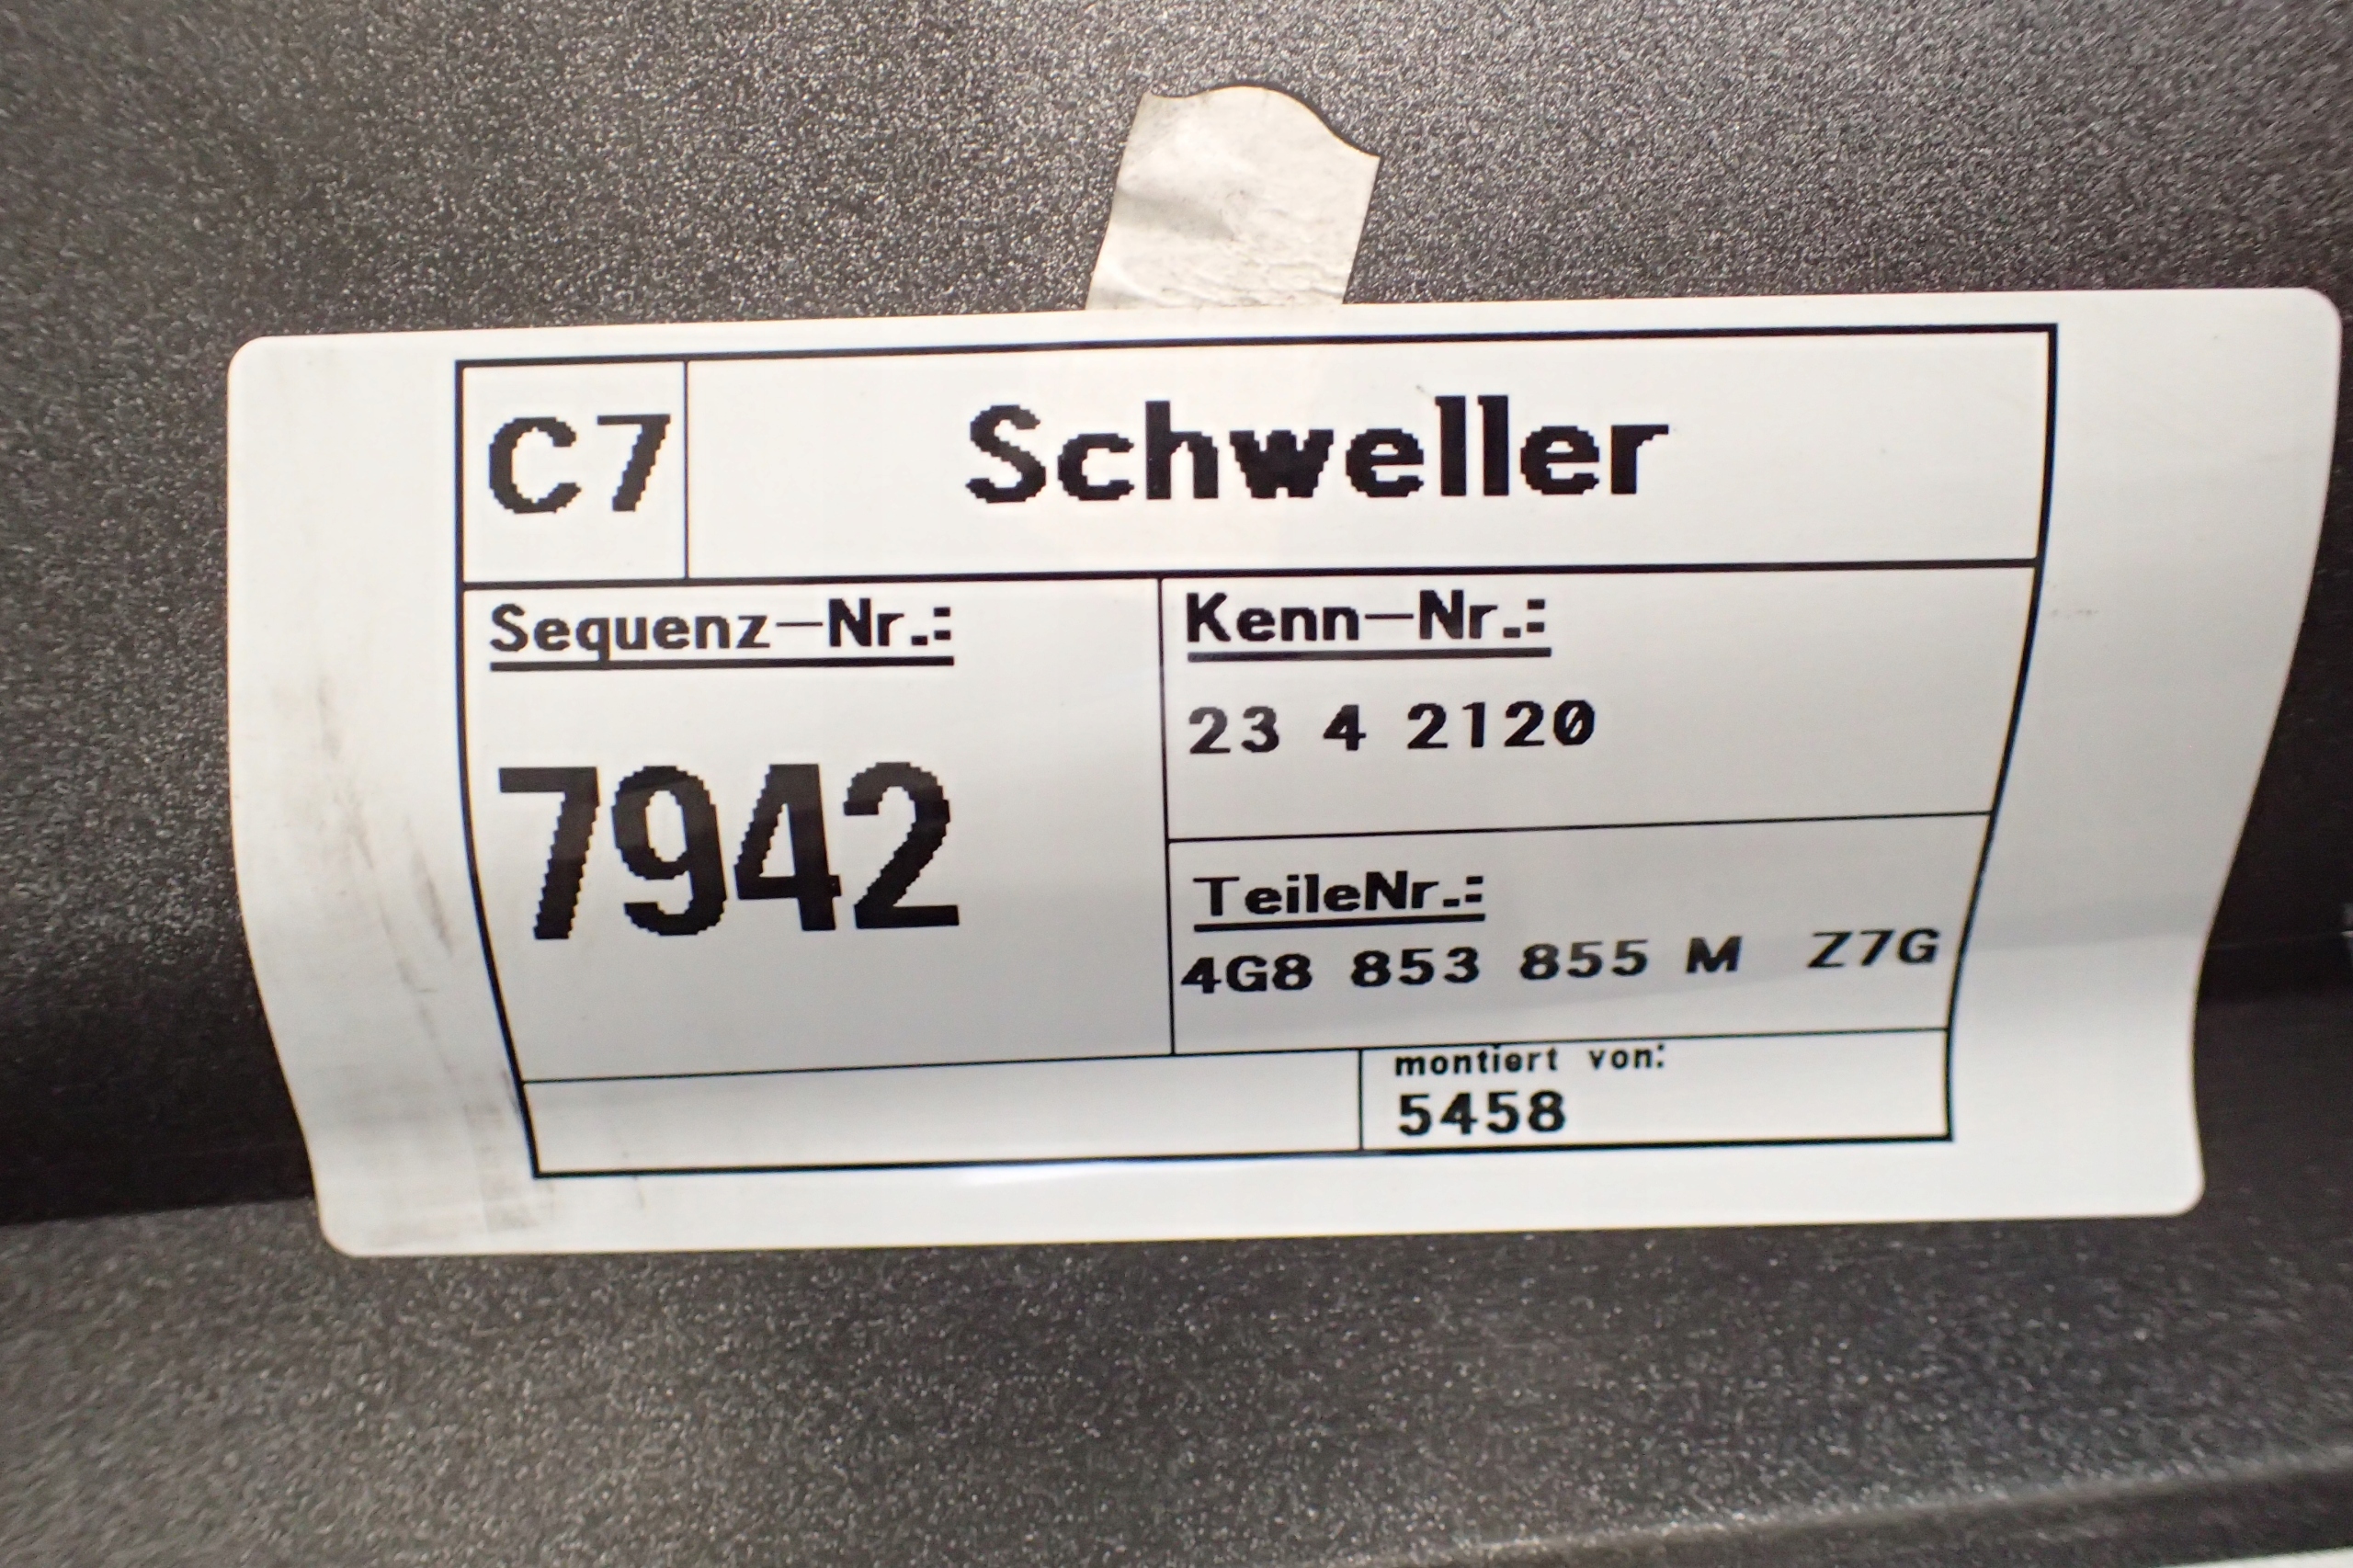 C7 Schweller
Sequenz-Nr.:
7942
Kenn-Nr.:
23 4 2120
TeileNr.:
4G8 853 855 M Z7G
montiert von:
5458